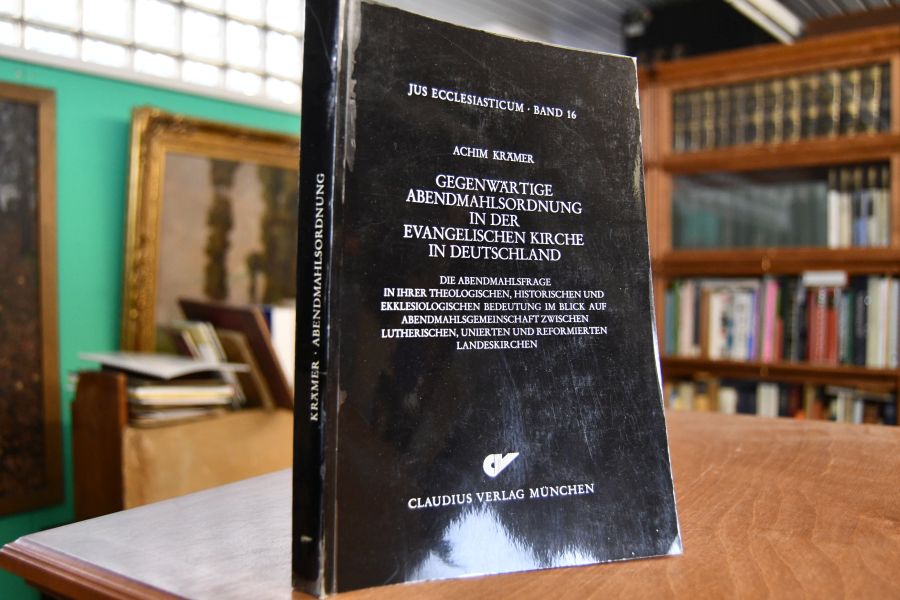 JUS ECCLESIASTICUM · BAND 16
ACHIM KRÄMER
GEGENWÄRTIGE
ABENDMAHLSORDNUNG
IN DER
EVANGELISCHEN KIRCHE
IN DEUTSCHLAND
DIE ABENDMAHLSFRAGE
IN IHRER THEOLOGISCHEN, HISTORISCHEN UND
EKKLESIOLOGISCHEN BEDEUTUNG IM BLICK AUF
ABENDMAHLSGEMEINSCHAFT ZWISCHEN
LUTHERISCHEN, UNIERTEN UND REFORMIERTEN
LANDESKIRCHEN
CLAUDIUS VERLAG MÜNCHEN
KRÄMER · ABENDMAHLSORDNUNG